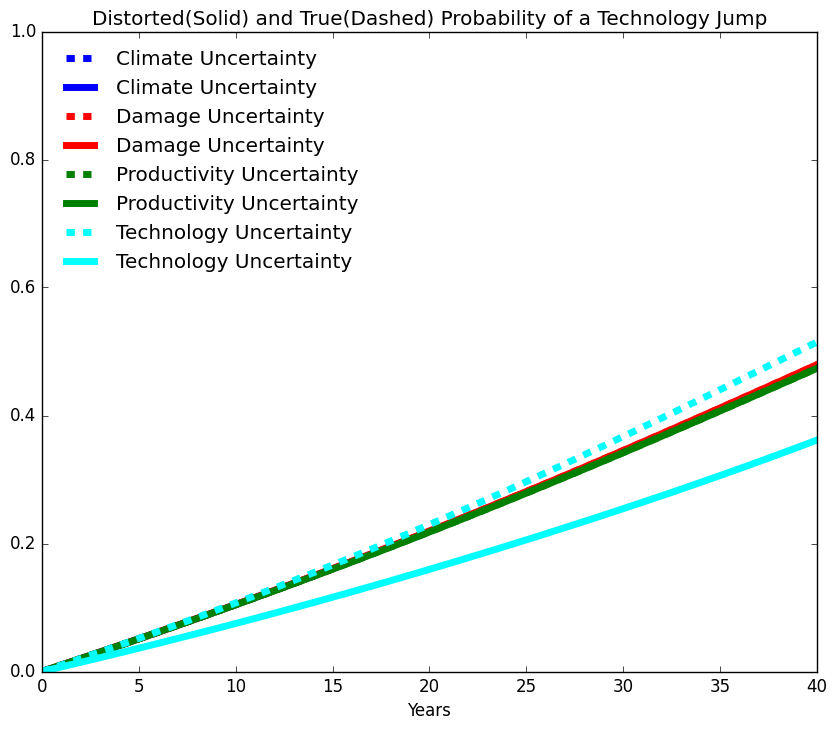 Distorted(Solid) and True(Dashed) Probability of a Technology Jump
1.0
Climate Uncertainty
Climate Uncertainty
Damage Uncertainty
Damage Uncertainty
Productivity Uncertainty
Productivity Uncertainty
Technology Uncertainty
Technology Uncertainty
0.8
0.6
0.4
0.2
0.0
0 5 10 15 20 25 30 35 40
Years